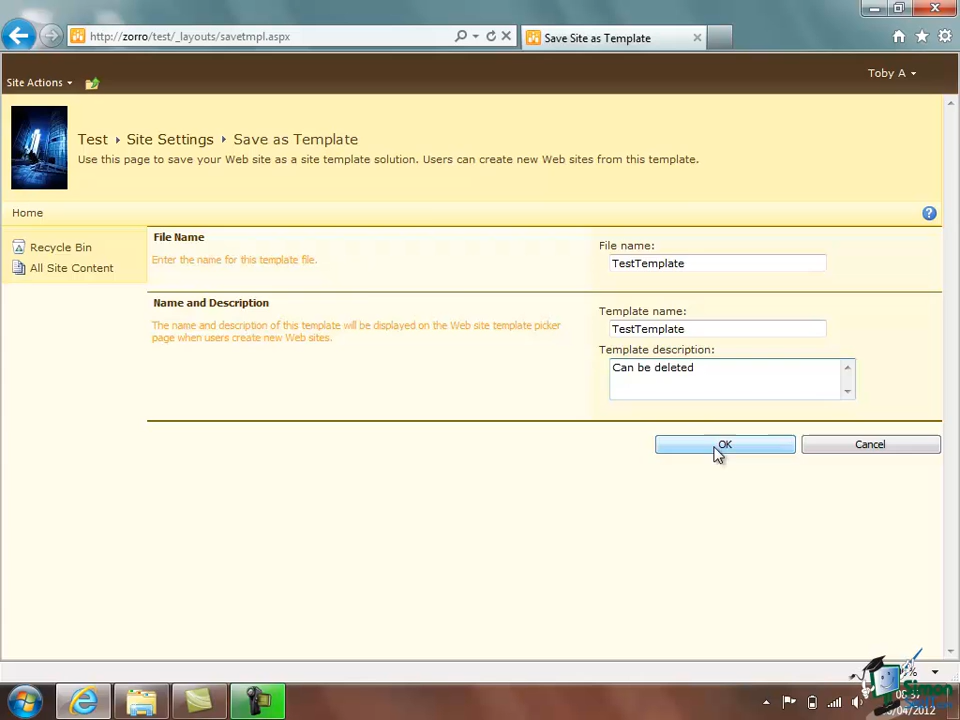 http://zorro/test/_layouts/savetmpl.aspx
Save Site as Template
Site Actions
Toby A
Test
Site Settings
Save as Template
Use this page to save your Web site as a site template solution. Users can create new Web sites from this template.
Home
Recycle Bin
All Site Content
File Name
Enter the name for this template file.
File name:
TestTemplate
Name and Description
The name and description of this template will be displayed on the Web site template picker
page when users create new Web sites.
Template name:
TestTemplate
Template description:
Can be deleted
OK
Cancel
Simon